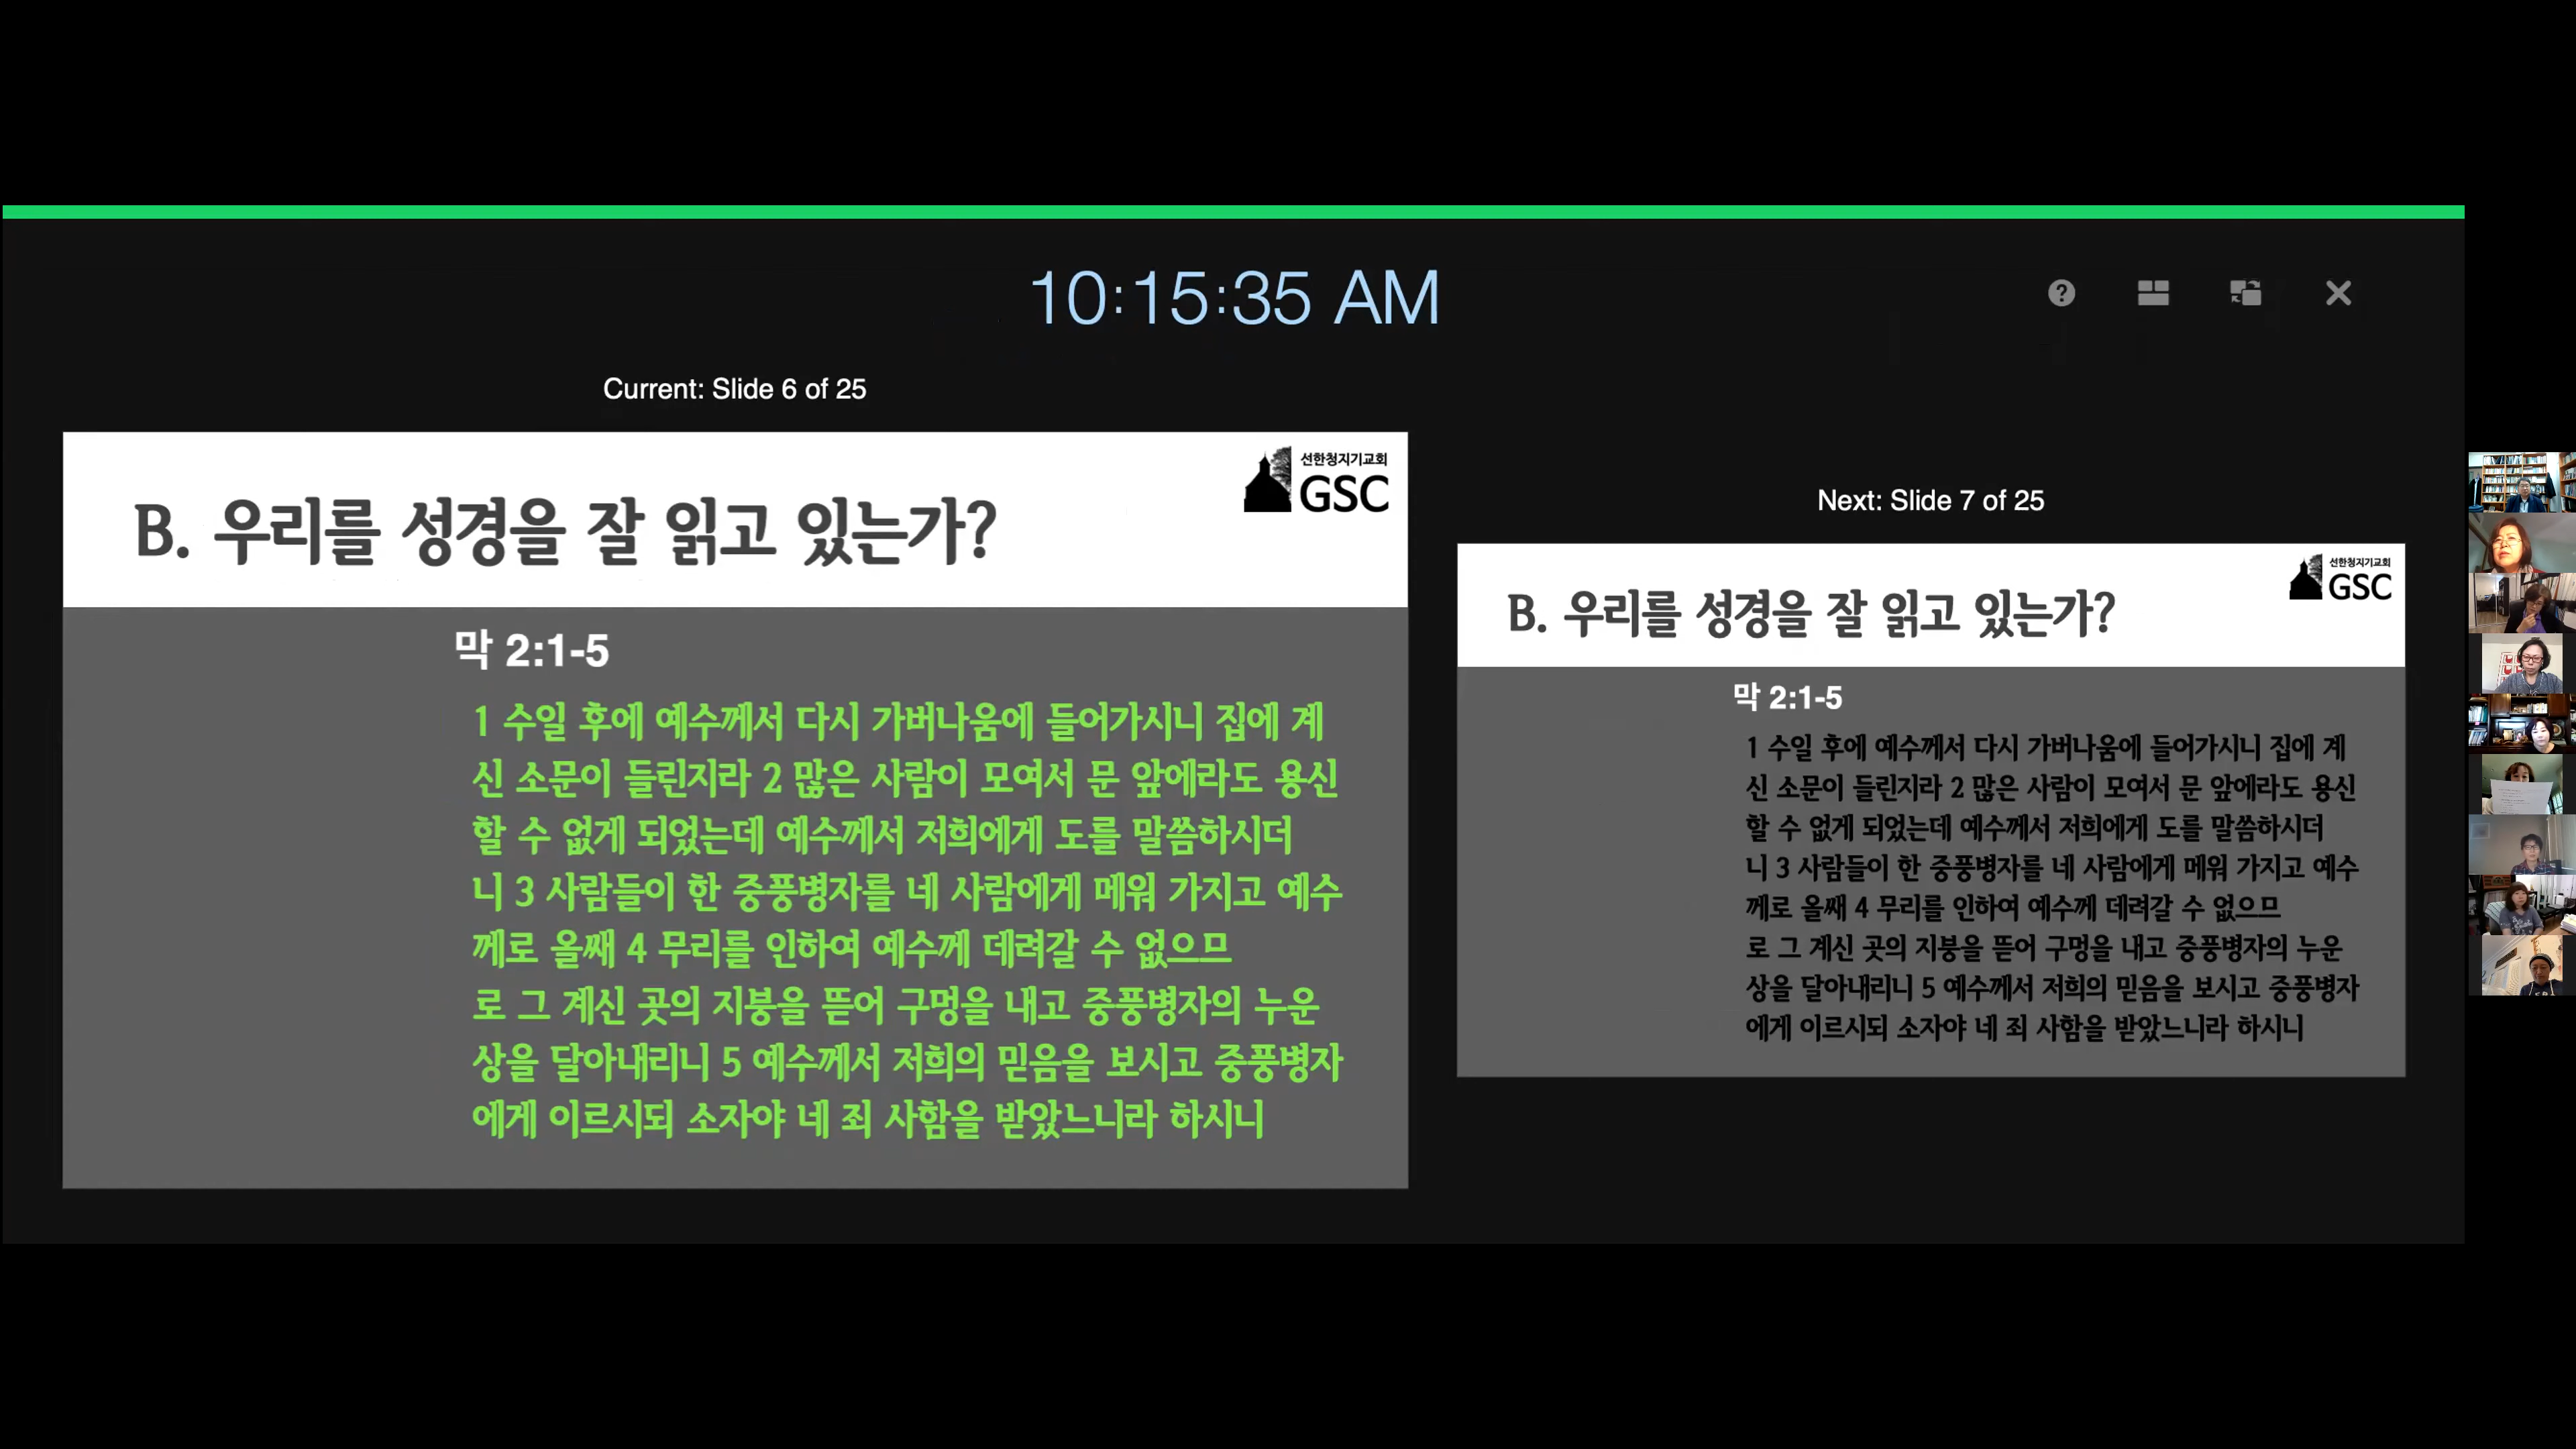 10:15:35 AM
Current: Slide 6 of 25
선한청지기교회
GSC
B. 우리를 성경을 잘 읽고 있는가?
막 2:1-5
1 수일 후에 예수께서 다시 가버나움에 들어가시니 집에 계
신 소문이 들린지라 2 많은 사람이 모여서 문 앞에라도 용신
할 수 없게 되었는데 예수께서 저희에게 도를 말씀하시더
니 3 사람들이 한 중풍병자를 네 사람에게 메워 가지고 예수
께로 올쌔 4 무리를 인하여 예수께 데려갈 수 없으므
로 그 계신 곳의 지붕을 뜯어 구멍을 내고 중풍병자의 누운
상을 달아내리니 5 예수께서 저희의 믿음을 보시고 중풍병자
에게 이르시되 소자야 네 죄 사함을 받았느니라 하시니
Next: Slide 7 of 25
선한청지기교회
GSC
B. 우리를 성경을 잘 읽고 있는가?
막 2:1-5
1 수일 후에 예수께서 다시 가버나움에 들어가시니 집에 계
신 소문이 들린지라 2 많은 사람이 모여서 문 앞에라도 용신
할 수 없게 되었는데 예수께서 저희에게 도를 말씀하시더
니 3 사람들이 한 중풍병자를 네 사람에게 메워 가지고 예수
께로 올쌔 4 무리를 인하여 예수께 데려갈 수 없으므
로 그 계신 곳의 지붕을 뜯어 구멍을 내고 중풍병자의 누운
상을 달아내리니 5 예수께서 저희의 믿음을 보시고 중풍병자
에게 이르시되 소자야 네 죄 사함을 받았느니라 하시니